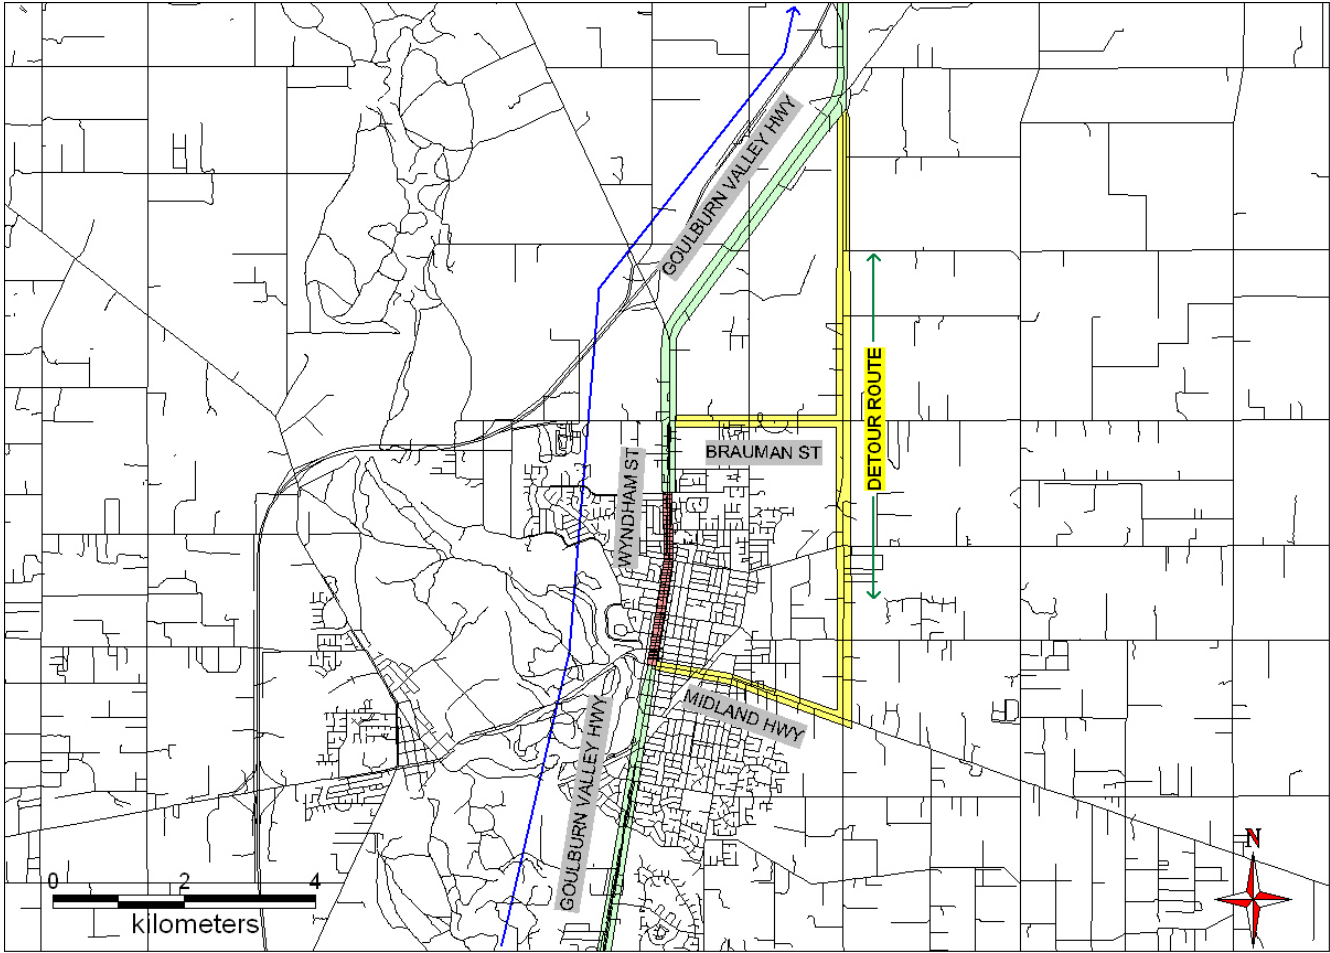 GOULBURN VALLEY HWY
DETOUR ROUTE
BRAUMAN ST
WYNDHAM ST
MIDLAND HWY
GOULBURN VALLEY HWY
N
0 2 4
kilometers